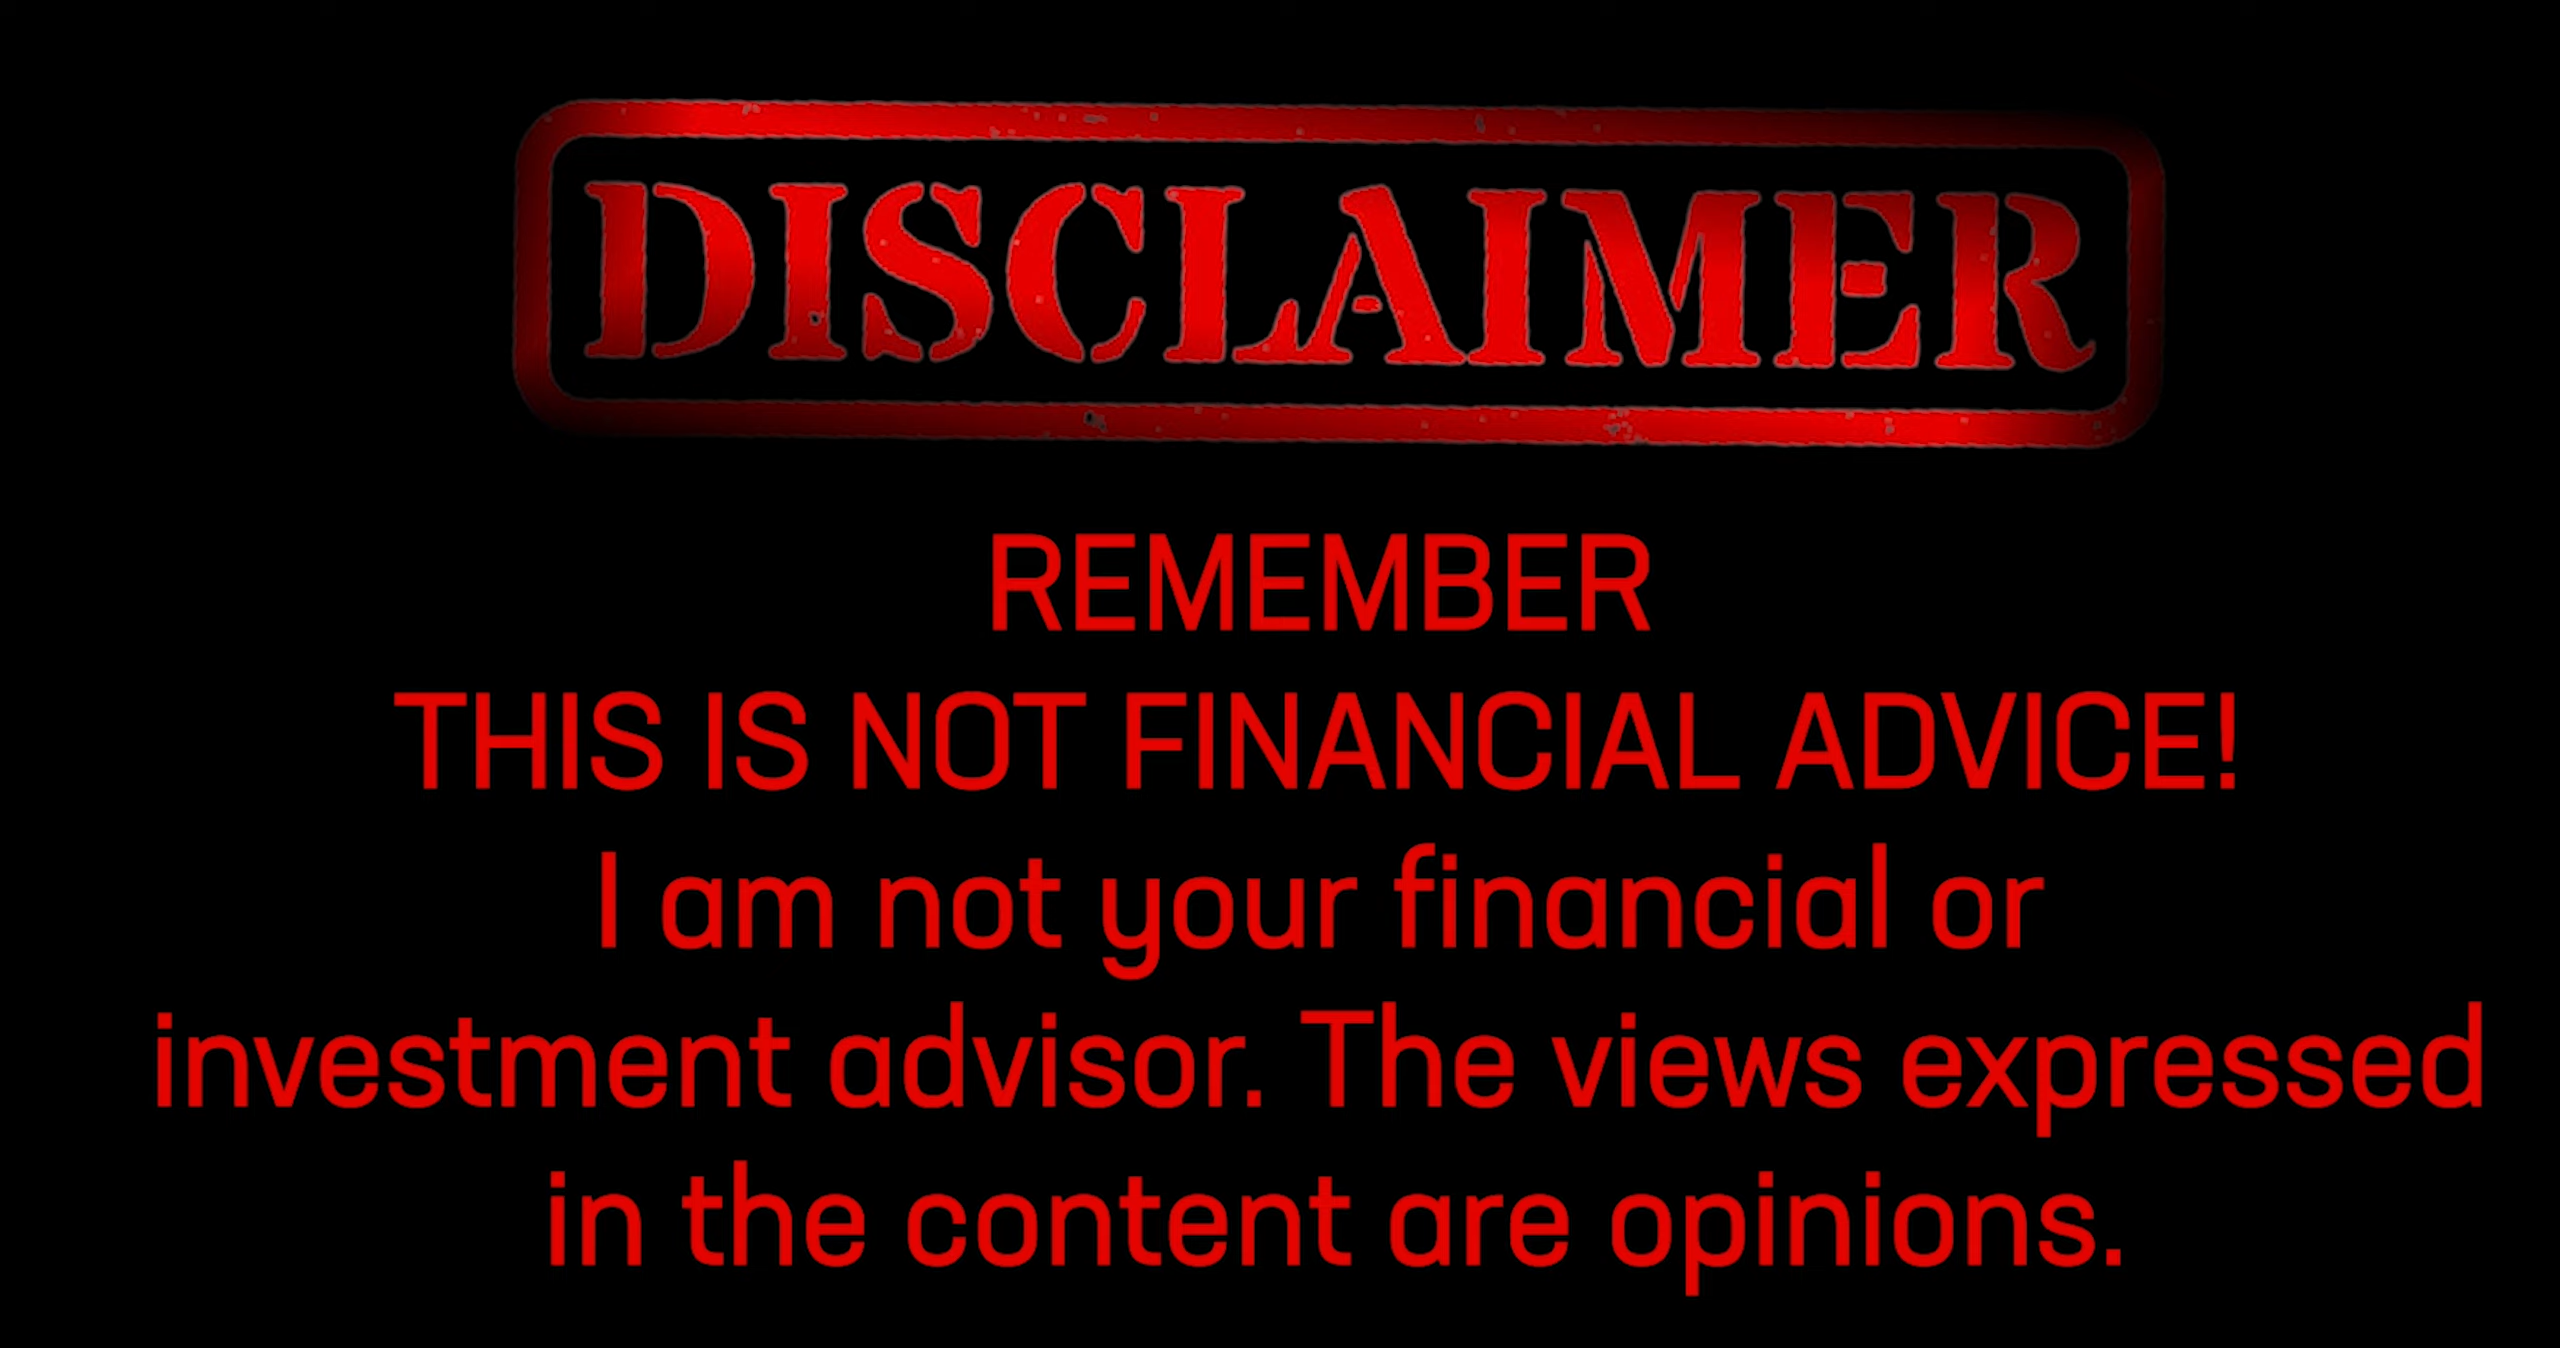 DISCLAIMER
REMEMBER
THIS IS NOT FINANCIAL ADVICE!
I am not your financial or
investment advisor. The views expressed
in the content are opinions.